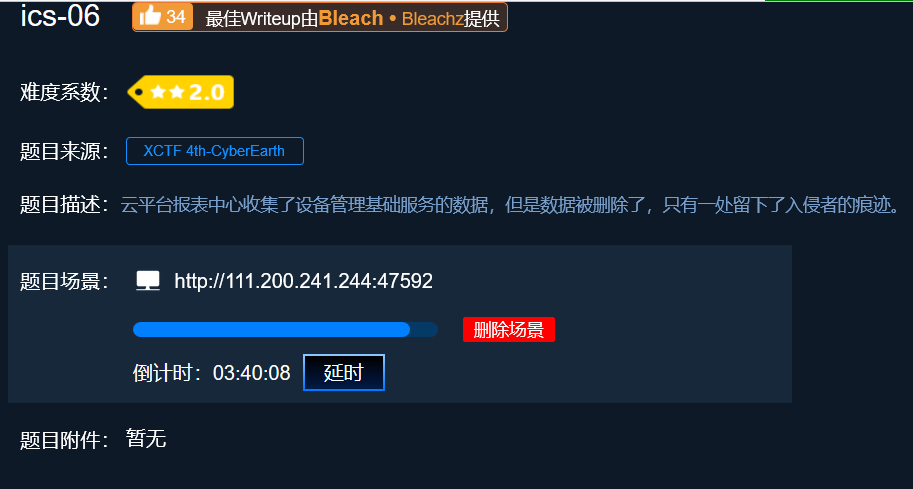 ics-06 34 最佳Writeup由Bleach • Bleachz提供
难度系数： 2.0
题目来源： XCTF 4th-CyberEarth
题目描述：云平台报表中心收集了设备管理基础服务的数据，但是数据被删除了，只有一处留下了入侵者的痕迹。
题目场景： http://111.200.241.244:47592
删除场景
倒计时：03:40:08 延时
题目附件： 暂无